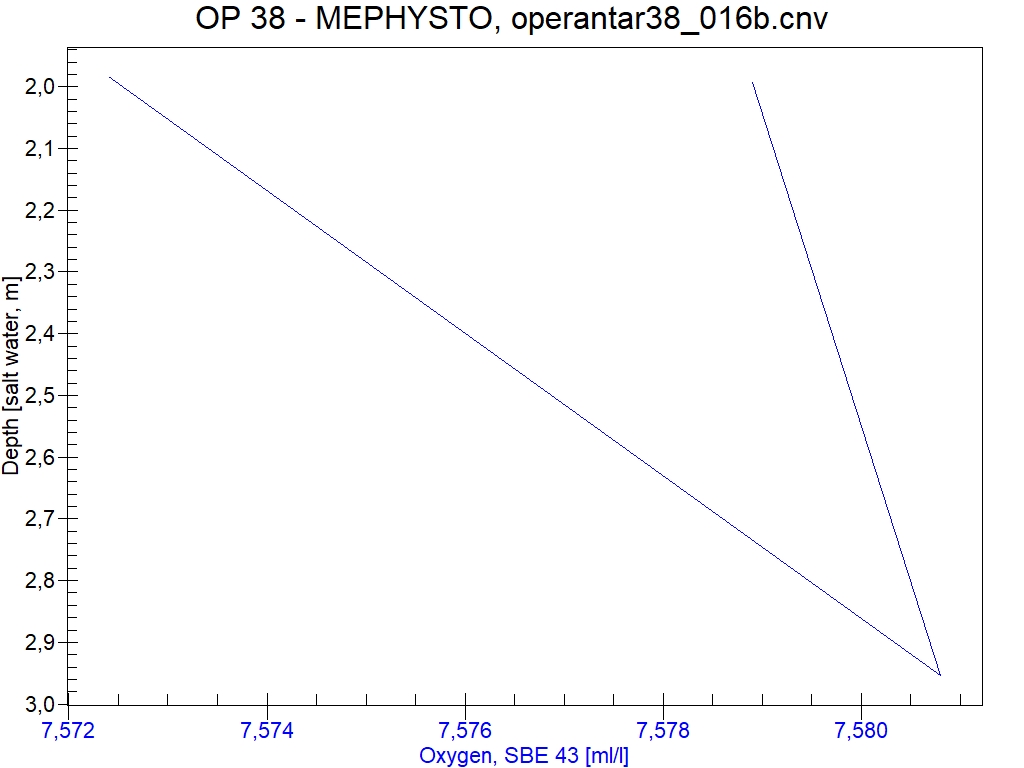 OP 38 - MEPHYSTO, operantar38_016b.cnv
2,0
2,1
2,2
2,3
2,4
2,5
2,6
2,7
2,8
2,9
3,0
Depth [salt water, m]
7,572 7,574 7,576 7,578 7,580
Oxygen, SBE 43 [ml/l]